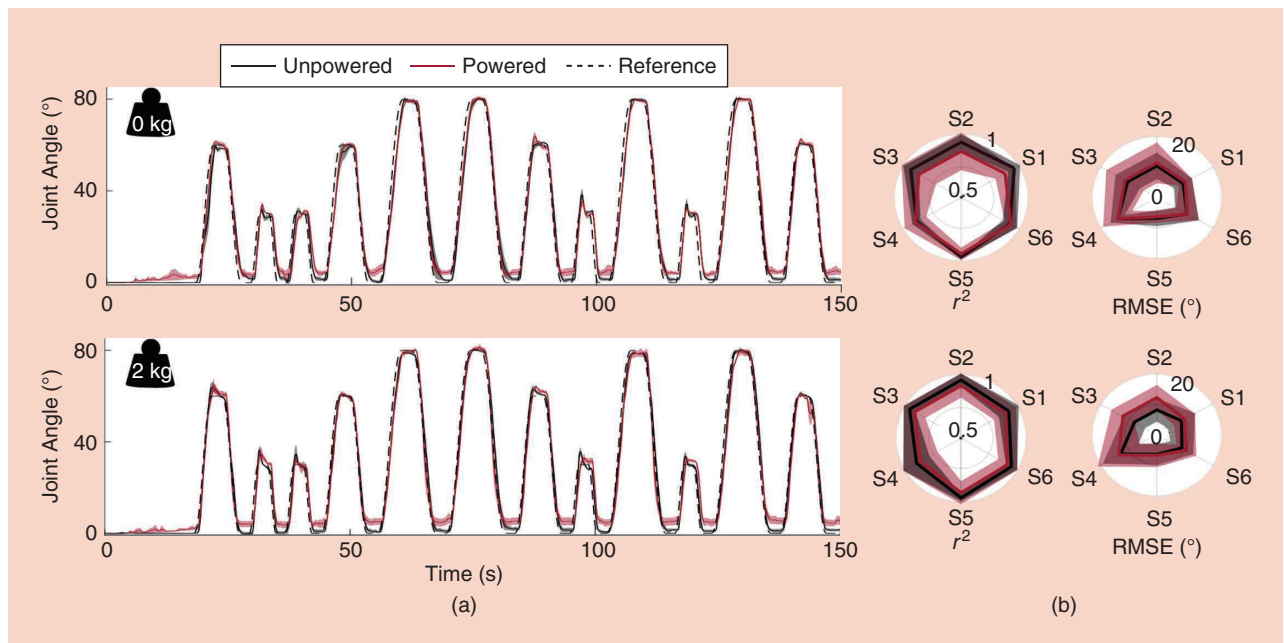 Unpowered Powered Reference
Joint Angle (°)
80
40
0
0 kg
0 50 100 150
S2
1
S1
S3
0.5
S4
S6
S5
r²
S2
20
S1
S3
0
S4
S6
S5
RMSE (°)
Joint Angle (°)
80
40
0
2 kg
0 50 100 150
Time (s)
(a)
S2
1
S1
S3
0.5
S4
S6
S5
r²
S2
20
S1
S3
0
S4
S6
S5
RMSE (°)
(b)